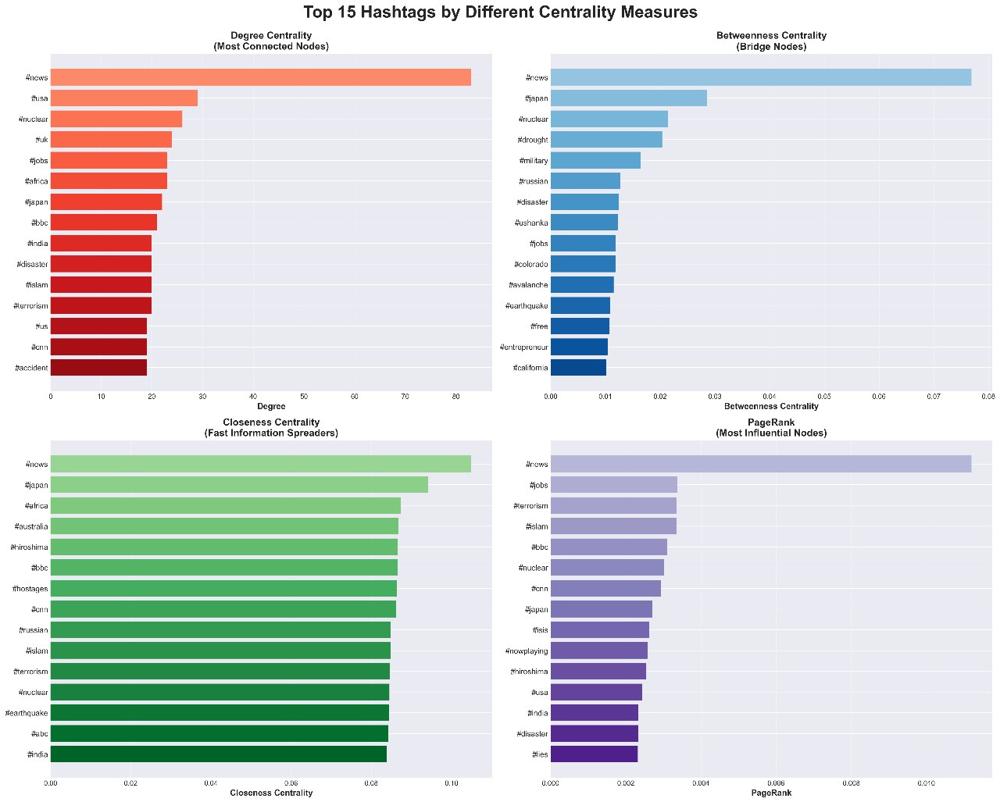 Top 15 Hashtags by Different Centrality Measures
Degree Centrality
(Most Connected Nodes)
#news
#usa
#nuclear
#uk
#jobs
#africa
#japan
#bbc
#india
#disaster
#islam
#terrorism
#us
#cnn
#accident
0 10 20 30 40 50 60 70 80
Degree
Betweenness Centrality
(Bridge Nodes)
#news
#japan
#nuclear
#drought
#military
#russian
#disaster
#ushanka
#jobs
#colorado
#avalanche
#earthquake
#free
#entrepreneur
#california
0.00 0.01 0.02 0.03 0.04 0.05 0.06 0.07 0.08
Betweenness Centrality
Closeness Centrality
(Fast Information Spreaders)
#news
#japan
#africa
#australia
#hiroshima
#bbc
#hostages
#cnn
#russian
#islam
#terrorism
#nuclear
#earthquake
#abc
#india
0.00 0.02 0.04 0.06 0.08 0.10
Closeness Centrality
PageRank
(Most Influential Nodes)
#news
#jobs
#terrorism
#islam
#bbc
#nuclear
#cnn
#japan
#isis
#nowplaying
#hiroshima
#usa
#india
#disaster
#lies
0.000 0.002 0.004 0.006 0.008 0.010
PageRank